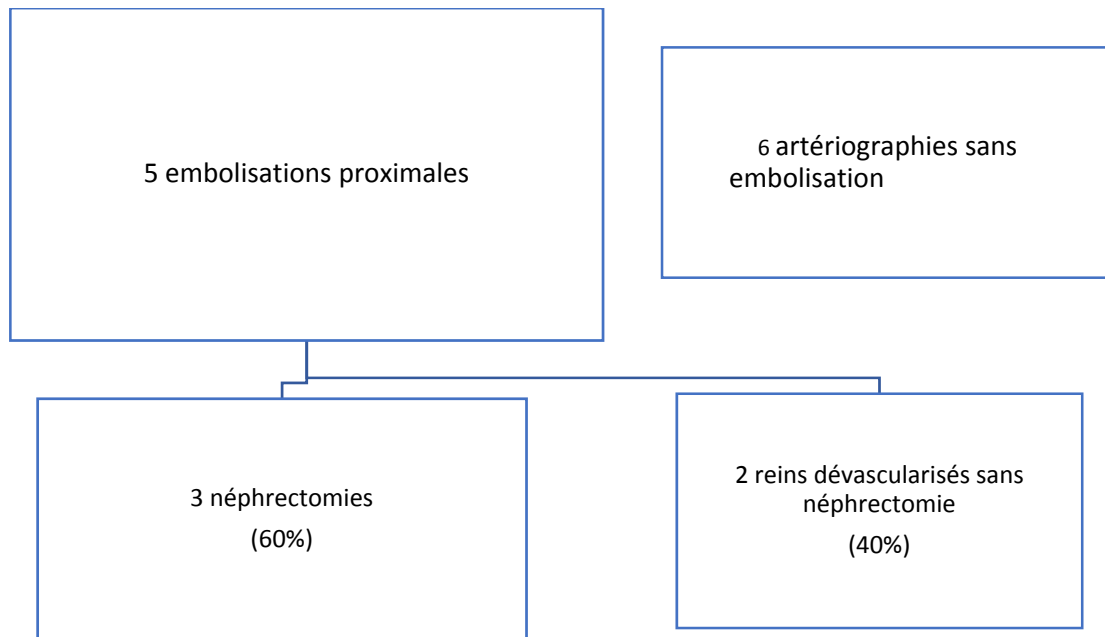 5 embolisations proximales
6 artériographies sans
embolisation
3 néphrectomies
(60%)
2 reins dévascularisés sans
néphrectomie
(40%)